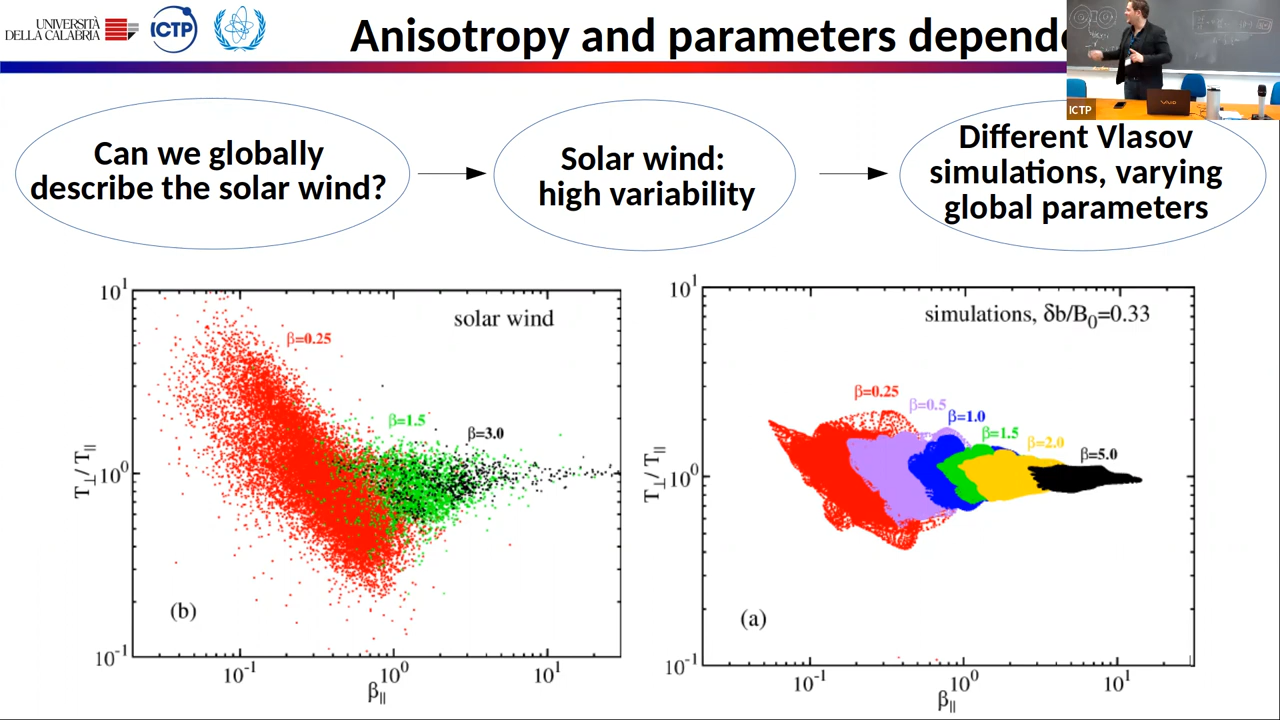 UNIVERSITÀ
DELLA CALABRIA
ICTP
Anisotropy and parameters depend
ICTP
VAIO
Can we globally
describe the solar wind?
Solar wind:
high variability
Different Vlasov
simulations, varying
global parameters
10¹
solar wind
β=0.25
β=1.5
β=3.0
T⊥/ T∥
10⁰
(b)
10⁻¹
10⁻¹
10⁰
10¹
β∥
10¹
simulations, δb/B₀=0.33
β=0.25
β=0.5
β=1.0
β=1.5
β=2.0
β=5.0
T⊥/ T∥
10⁰
(a)
10⁻¹
10⁻¹
10⁰
10¹
β∥